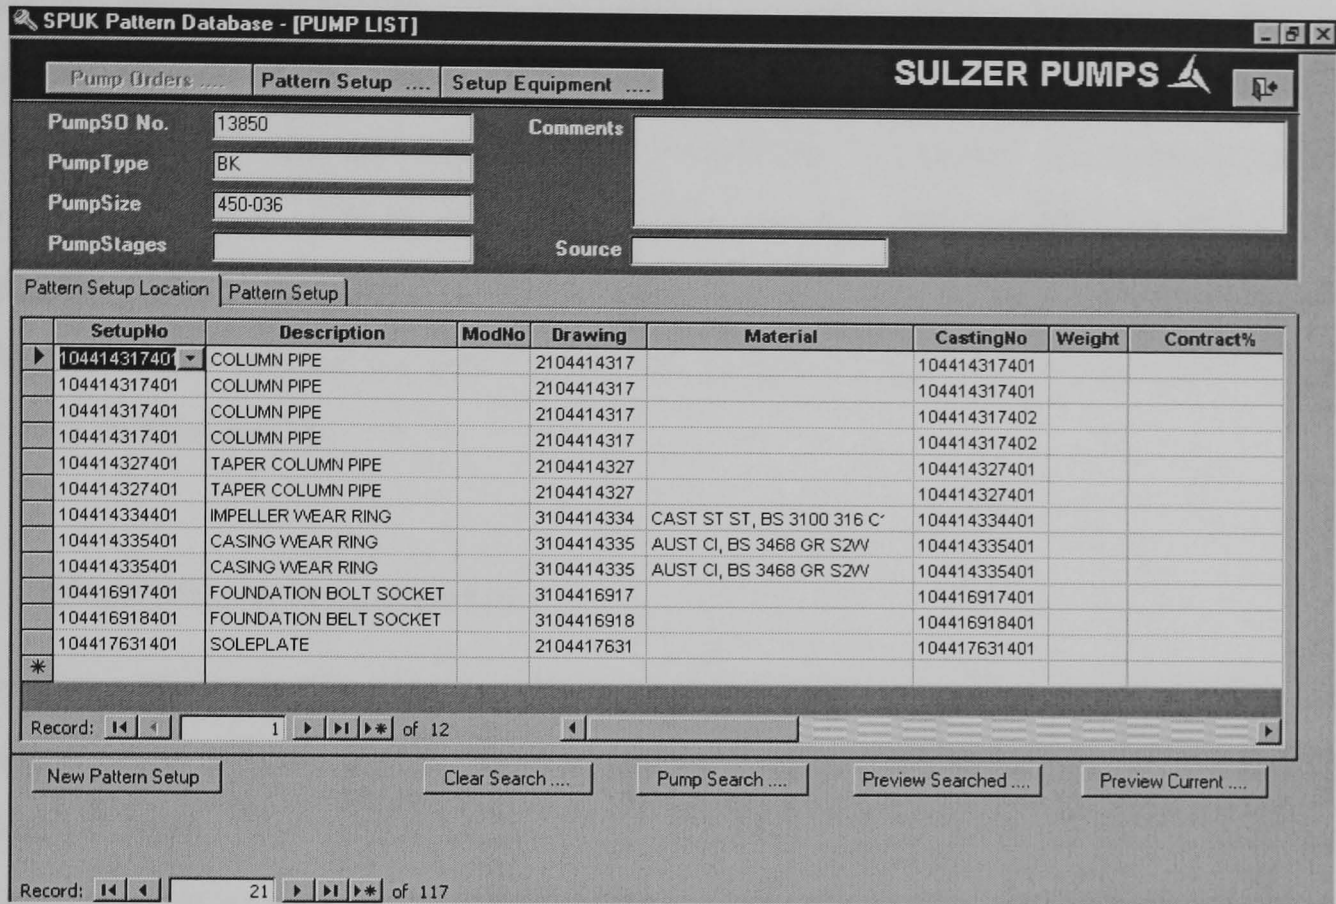 SPUK Pattern Database - [PUMP LIST]
Pump Orders .... Pattern Setup .... Setup Equipment .... SULZER PUMPS
PumpSO No. 13850 Comments
PumpType BK
PumpSize 450-036
PumpStages Source
Pattern Setup Location Pattern Setup
SetupNo Description ModNo Drawing Material CastingNo Weight Contract%
104414317401 COLUMN PIPE 2104414317 104414317401
104414317401 COLUMN PIPE 2104414317 104414317401
104414317401 COLUMN PIPE 2104414317 104414317402
104414317401 COLUMN PIPE 2104414317 104414317402
104414327401 TAPER COLUMN PIPE 2104414327 104414327401
104414327401 TAPER COLUMN PIPE 2104414327 104414327401
104414334401 IMPELLER WEAR RING 3104414334 CAST ST ST, BS 3100 316 C 104414334401
104414335401 CASING WEAR RING 3104414335 AUST CI, BS 3468 GR S2W 104414335401
104414335401 CASING WEAR RING 3104414335 AUST CI, BS 3468 GR S2W 104414335401
104416917401 FOUNDATION BOLT SOCKET 3104416917 104416917401
104416918401 FOUNDATION BELT SOCKET 3104416918 104416918401
104417631401 SOLEPLATE 2104417631 104417631401
Record: 1 of 12
New Pattern Setup Clear Search .... Pump Search .... Preview Searched .... Preview Current ....
Record: 21 of 117